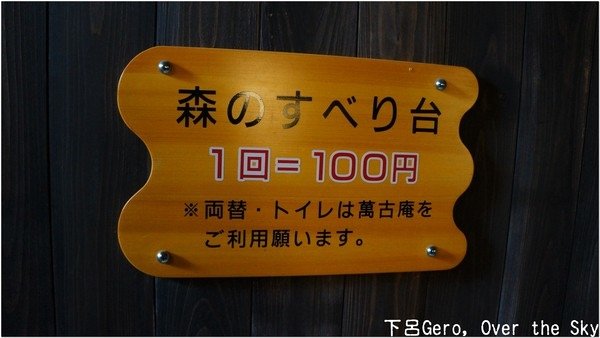 森のすべり台
1回=100円
※両替・トイレは萬古庵を
ご利用願います。
下呂Gero, Over the Sky